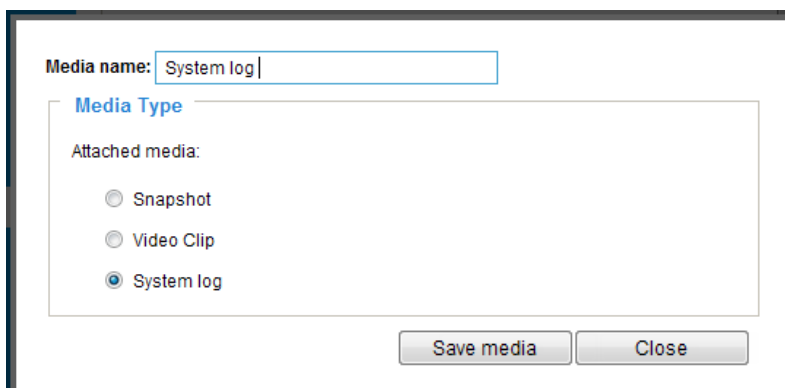 Media name: System log
Media Type
Attached media:
Snapshot
Video Clip
System log
Save media Close